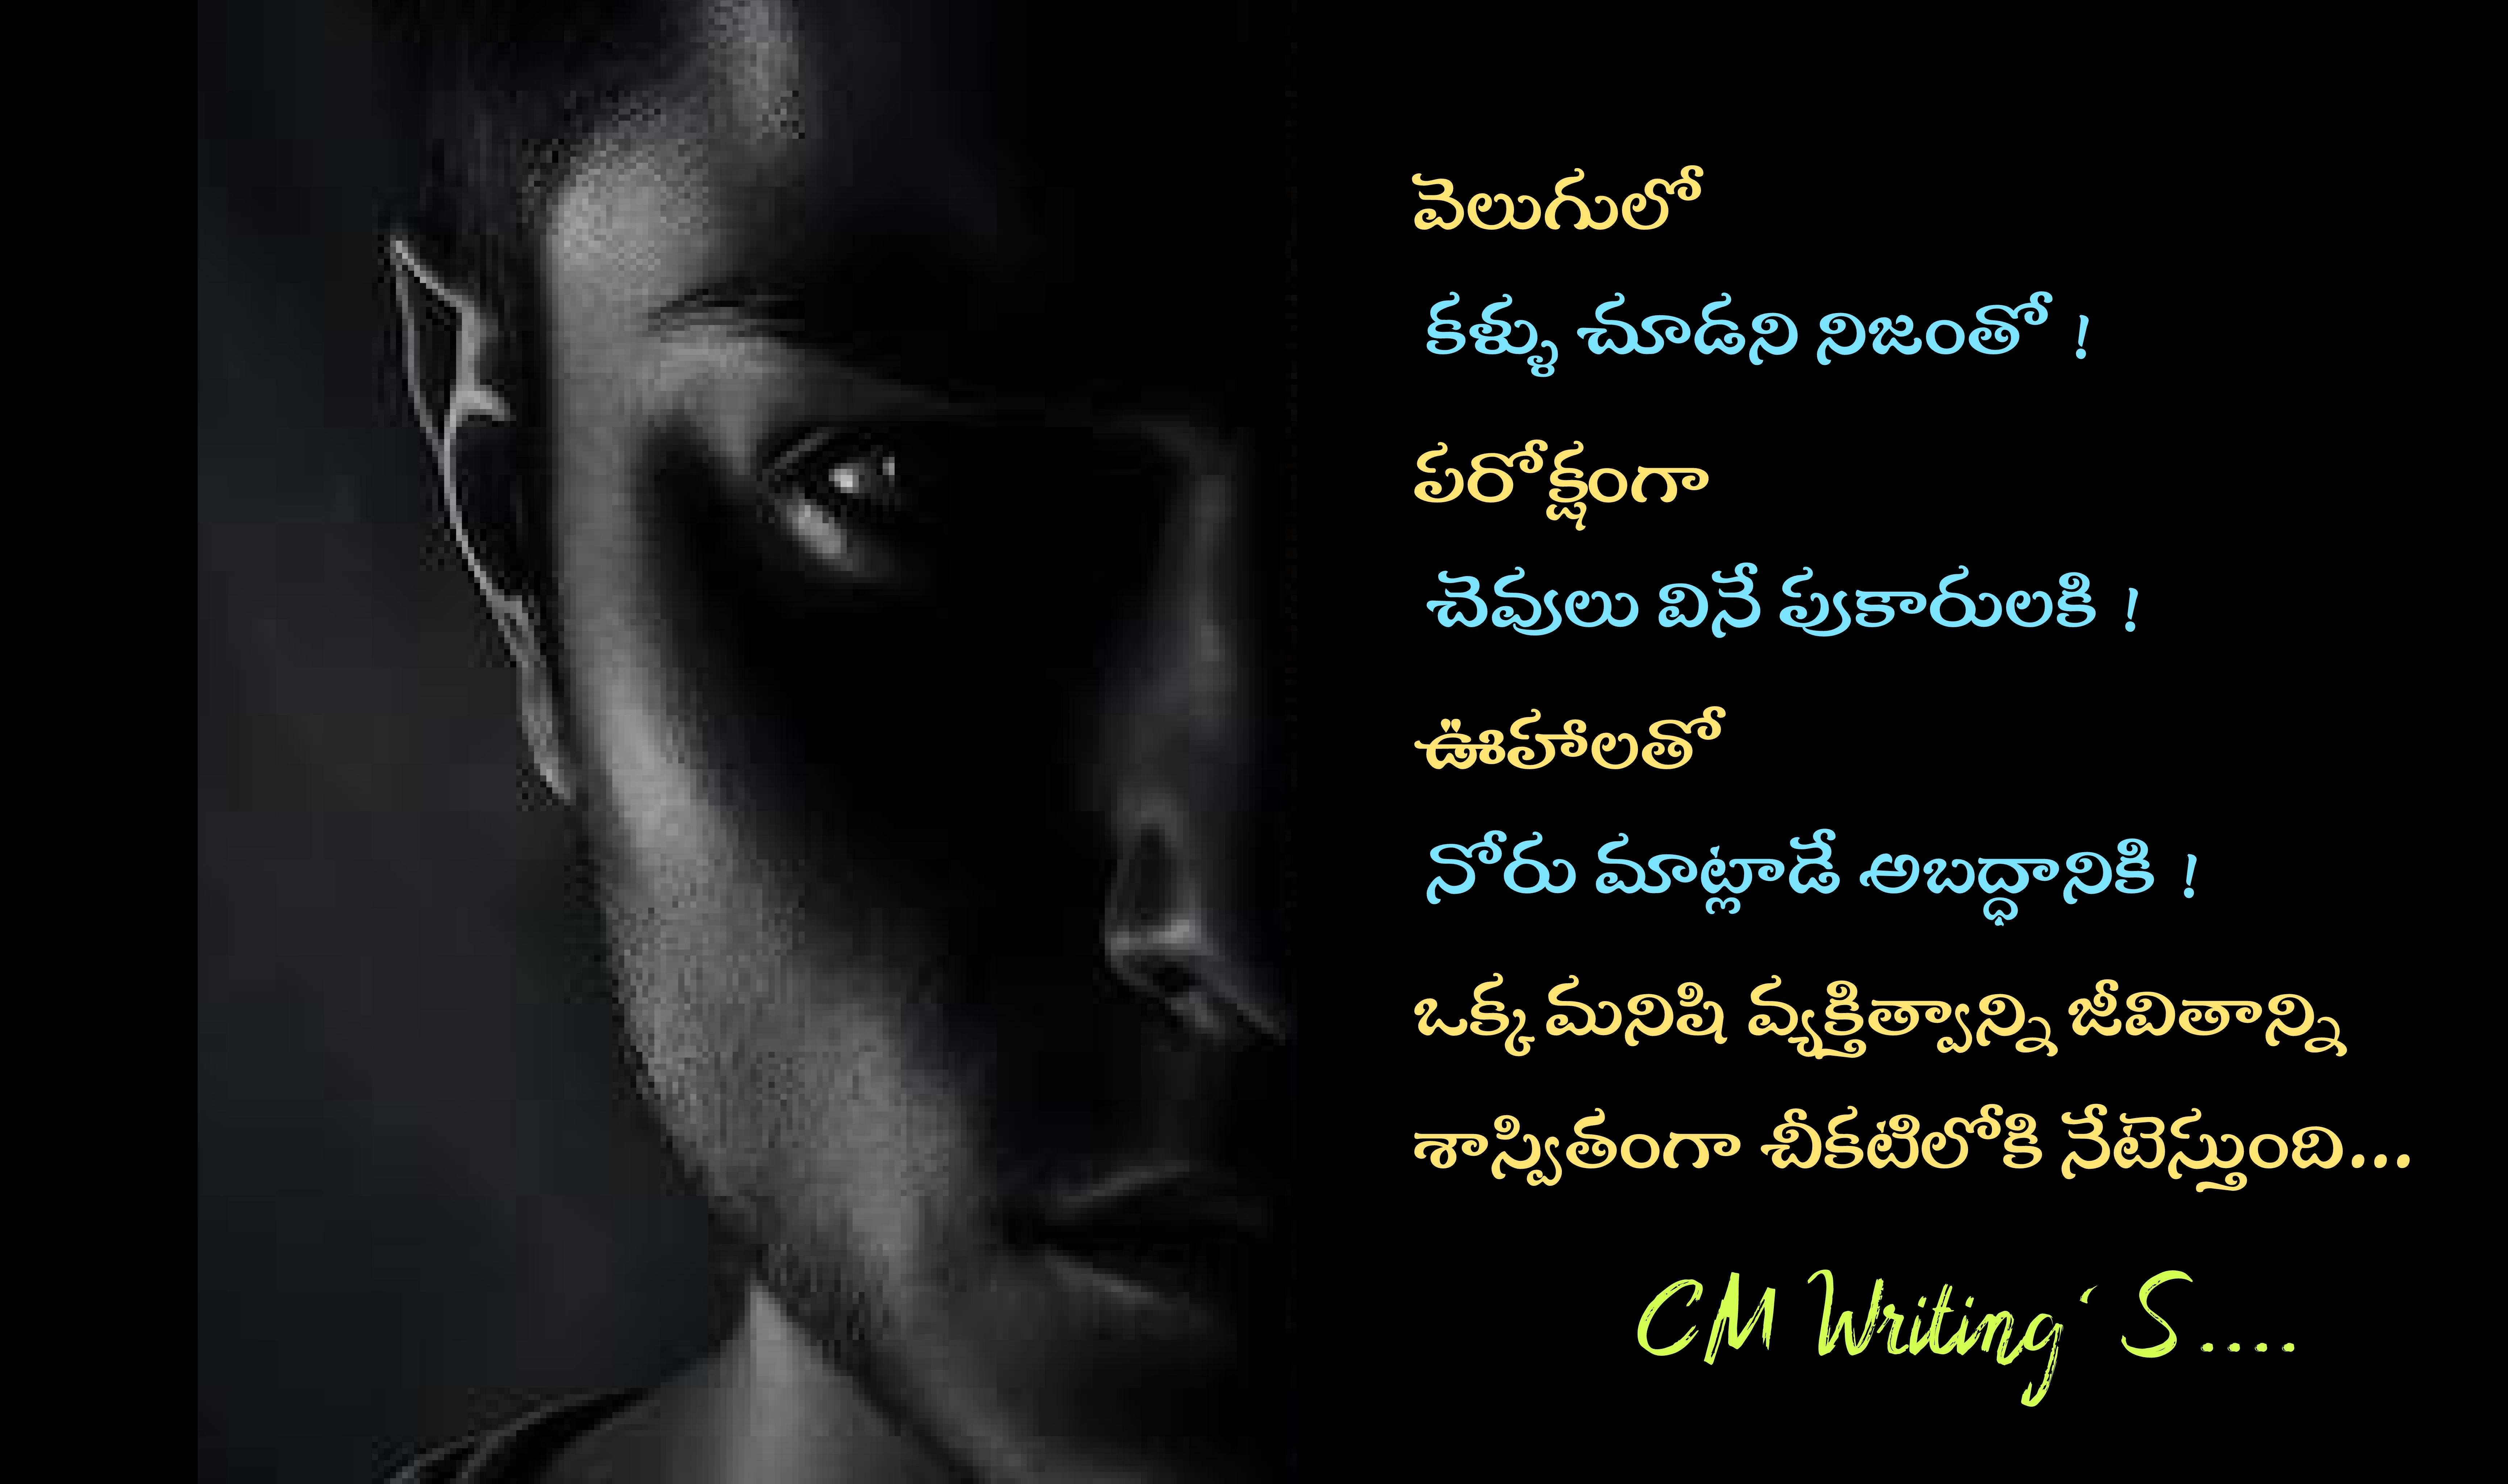 వెలుగులో
కళ్ళు చూడని నిజంతో !
పరోక్షంగా
చెవులు వినే పుకారులకి !
ఊహాలతో
నోరు మాట్లాడే అబద్ధానికి !
ఒక్క మనిషి వ్యక్తిత్వాన్ని జీవితాన్ని
శాస్వితంగా చీకటిలోకి నేటెస్తుంది...
CM Writing‘ S....